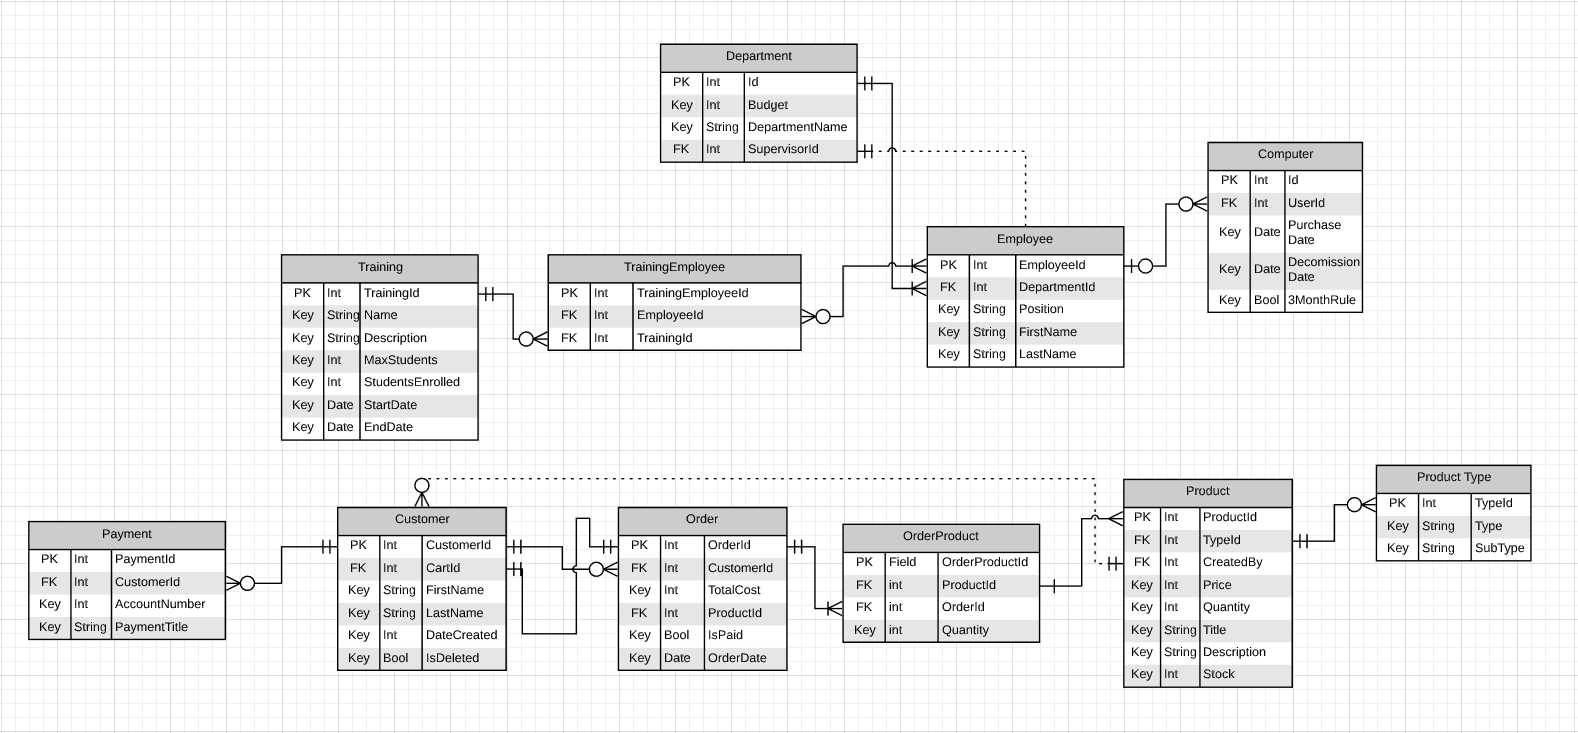 Department
PK Int Id
Key Int Budget
Key String DepartmentName
FK Int SupervisorId
Computer
PK Int Id
FK Int UserId
Key Date Purchase
Date
Key Date Decomission
Date
Key Bool 3MonthRule
Employee
PK Int EmployeeId
FK Int DepartmentId
Key String Position
Key String FirstName
Key String LastName
Training
PK Int TrainingId
Key String Name
Key String Description
Key Int MaxStudents
Key Int StudentsEnrolled
Key Date StartDate
Key Date EndDate
TrainingEmployee
PK Int TrainingEmployeeId
FK Int EmployeeId
FK Int TrainingId
Payment
PK Int PaymentId
FK Int CustomerId
Key Int AccountNumber
Key String PaymentTitle
Customer
PK Int CustomerId
FK Int CartId
Key String FirstName
Key String LastName
Key Int DateCreated
Key Bool IsDeleted
Order
PK Int OrderId
FK Int CustomerId
Key Int TotalCost
FK Int ProductId
Key Bool IsPaid
Key Date OrderDate
OrderProduct
PK Field OrderProductId
FK int ProductId
FK int OrderId
Key int Quantity
Product
PK Int ProductId
FK Int TypeId
FK Int CreatedBy
Key Int Price
Key Int Quantity
Key String Title
Key String Description
Key Int Stock
Product Type
PK Int TypeId
Key String Type
Key String SubType